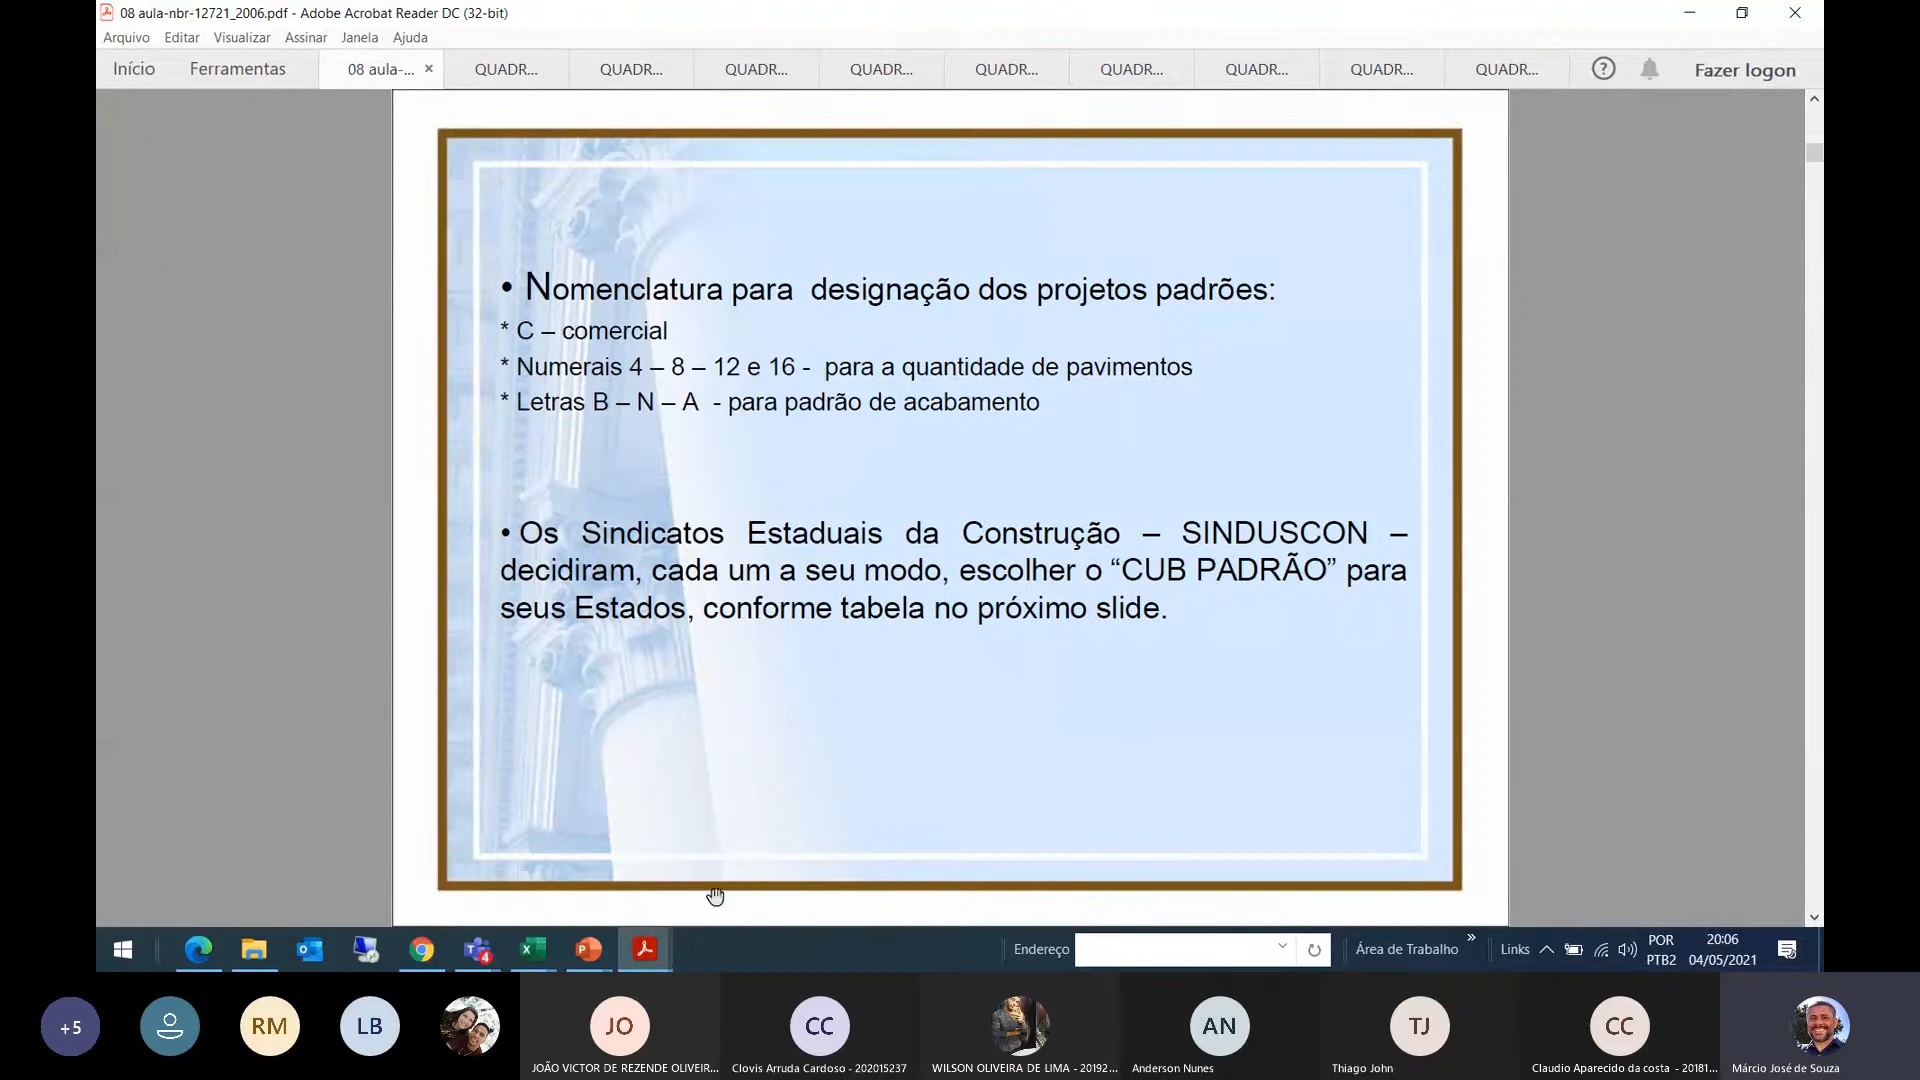 08 aula-nbr-12721_2006.pdf - Adobe Acrobat Reader DC (32-bit)
Arquivo Editar Visualizar Assinar Janela Ajuda
Início Ferramentas 08 aula-... × QUADR... QUADR... QUADR... QUADR... QUADR... QUADR... QUADR... QUADR... QUADR... Fazer logon
• Nomenclatura para designação dos projetos padrões:
* C – comercial
* Numerais 4 – 8 – 12 e 16 - para a quantidade de pavimentos
* Letras B – N – A - para padrão de acabamento
• Os Sindicatos Estaduais da Construção – SINDUSCON –
decidiram, cada um a seu modo, escolher o “CUB PADRÃO” para
seus Estados, conforme tabela no próximo slide.
Endereço Área de Trabalho » Links POR 20:06
PTB2 04/05/2021
4
+5 RM LB JO CC AN TJ CC
JOÃO VICTOR DE REZENDE OLIVEIR... Clovis Arruda Cardoso - 202015237 WILSON OLIVEIRA DE LIMA - 20192... Anderson Nunes Thiago John Claudio Aparecido da costa - 20181... Márcio José de Souza